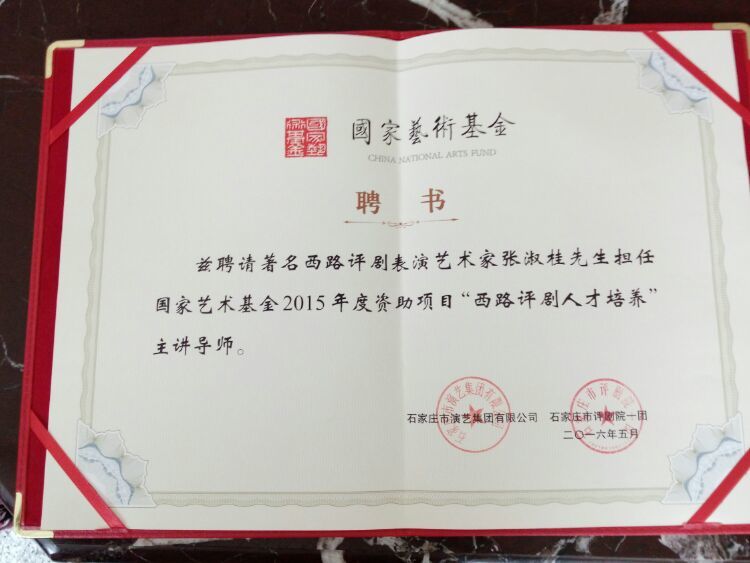 國家藝術基金
CHINA NATIONAL ARTS FUND
聘 书
兹聘请著名西路评剧表演艺术家张淑桂先生担任
国家艺术基金2015年度资助项目“西路评剧人才培养”
主讲导师。
石家庄市演艺集团有限公司 石家庄市评剧院一团
二〇一六年五月